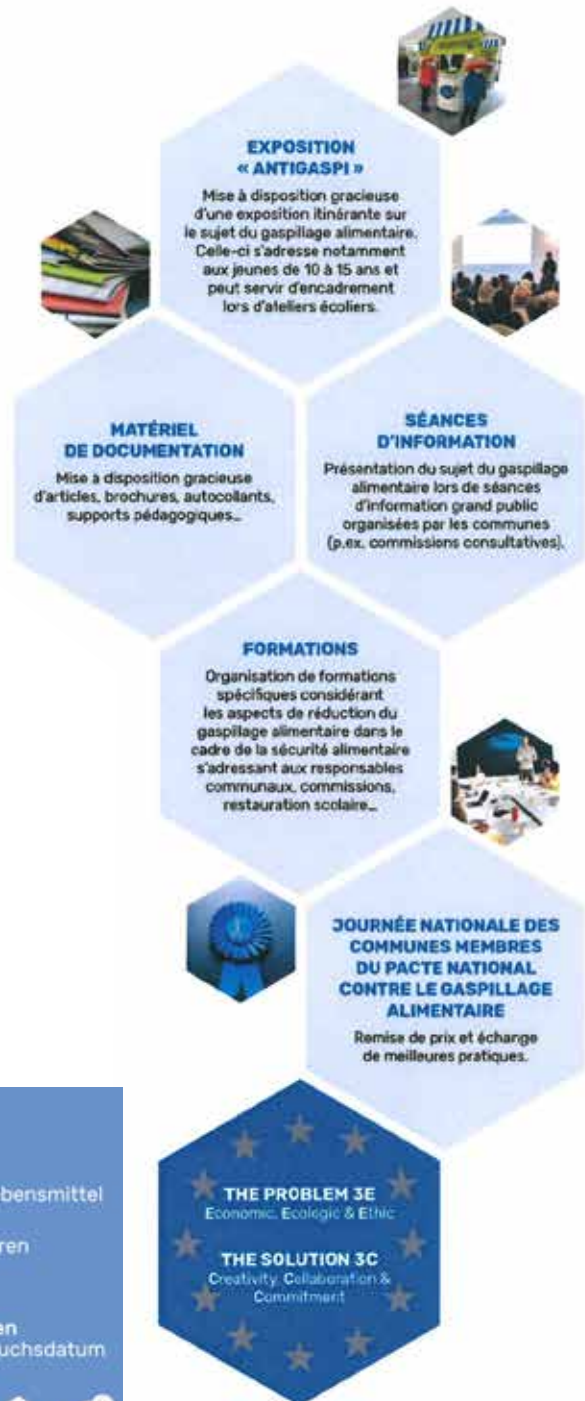 EXPOSITION
« ANTIGASPI »
Mise à disposition gracieuse
d'une exposition itinérante sur
le sujet du gaspillage alimentaire.
Celle-ci s'adresse notamment
aux jeunes de 10 à 15 ans et
peut servir d'encadrement
lors d'ateliers écoliers.
MATÉRIEL
DE DOCUMENTATION
Mise à disposition gracieuse
d'articles, brochures, autocollants,
supports pédagogiques…
SÉANCES
D'INFORMATION
Présentation du sujet du gaspillage
alimentaire lors de séances
d'information grand public
organisées par les communes
(p.ex. commissions consultatives).
FORMATIONS
Organisation de formations
spécifiques considérant
les aspects de réduction du
gaspillage alimentaire dans le
cadre de la sécurité alimentaire
s'adressant aux responsables
communaux, commissions,
restauration scolaire…
JOURNÉE NATIONALE DES
COMMUNES MEMBRES
DU PACTE NATIONAL
CONTRE LE GASPILLAGE
ALIMENTAIRE
Remise de prix et échange
de meilleures pratiques.
THE PROBLEM 3E
Economic, Ecologic & Ethic
THE SOLUTION 3C
Creativity, Collaboration &
Commitment
bensmittel
ren
en
uchsdatum